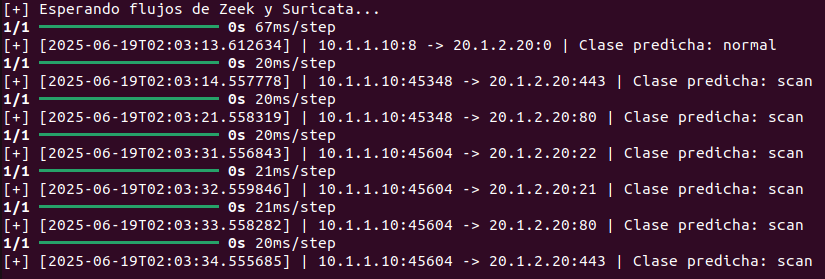 [+] Esperando flujos de Zeek y Suricata...
1/1 ━━━━━━━━━━━━━━━━━━━━ 0s 67ms/step
[+] [2025-06-19T02:03:13.612634] | 10.1.1.10:8 -> 20.1.2.20:0 | Clase predicha: normal
1/1 ━━━━━━━━━━━━━━━━━━━━ 0s 20ms/step
[+] [2025-06-19T02:03:14.557778] | 10.1.1.10:45348 -> 20.1.2.20:443 | Clase predicha: scan
1/1 ━━━━━━━━━━━━━━━━━━━━ 0s 20ms/step
[+] [2025-06-19T02:03:21.558319] | 10.1.1.10:45348 -> 20.1.2.20:80 | Clase predicha: scan
1/1 ━━━━━━━━━━━━━━━━━━━━ 0s 20ms/step
[+] [2025-06-19T02:03:31.556843] | 10.1.1.10:45604 -> 20.1.2.20:22 | Clase predicha: scan
1/1 ━━━━━━━━━━━━━━━━━━━━ 0s 21ms/step
[+] [2025-06-19T02:03:32.559846] | 10.1.1.10:45604 -> 20.1.2.20:21 | Clase predicha: scan
1/1 ━━━━━━━━━━━━━━━━━━━━ 0s 21ms/step
[+] [2025-06-19T02:03:33.558282] | 10.1.1.10:45604 -> 20.1.2.20:80 | Clase predicha: scan
1/1 ━━━━━━━━━━━━━━━━━━━━ 0s 20ms/step
[+] [2025-06-19T02:03:34.555685] | 10.1.1.10:45604 -> 20.1.2.20:443 | Clase predicha: scan